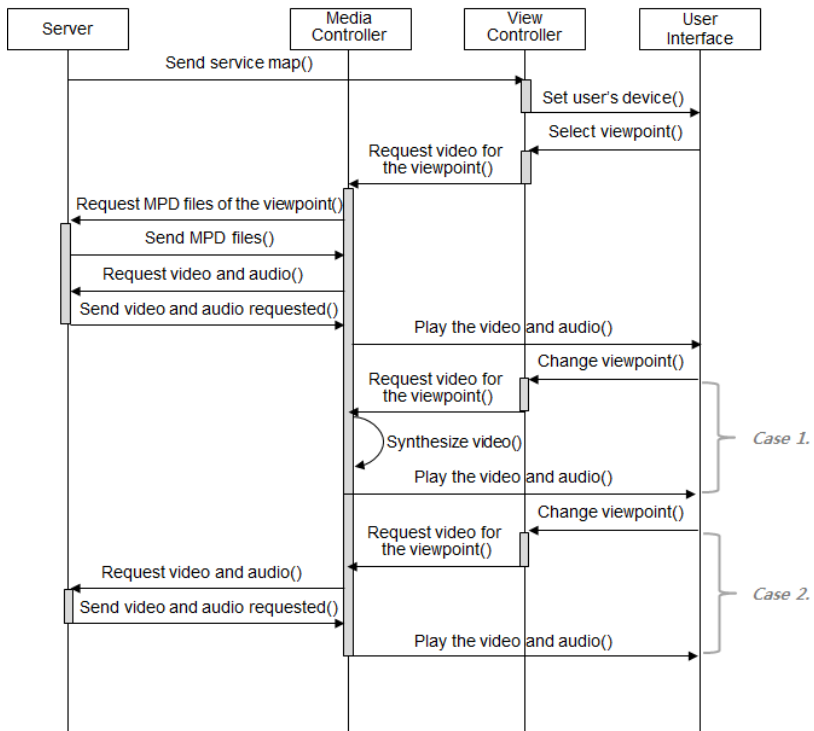 Server
Media
Controller
View
Controller
User
Interface
Send service map()
Set user's device()
Select viewpoint()
Request video for
the viewpoint()
Request MPD files of the viewpoint()
Send MPD files()
Request video and audio()
Send video and audio requested()
Play the video and audio()
Change viewpoint()
Request video for
the viewpoint()
Case 1.
Synthesize video()
Play the video and audio()
Change viewpoint()
Request video for
the viewpoint()
Request video and audio()
Case 2.
Send video and audio requested()
Play the video and audio()